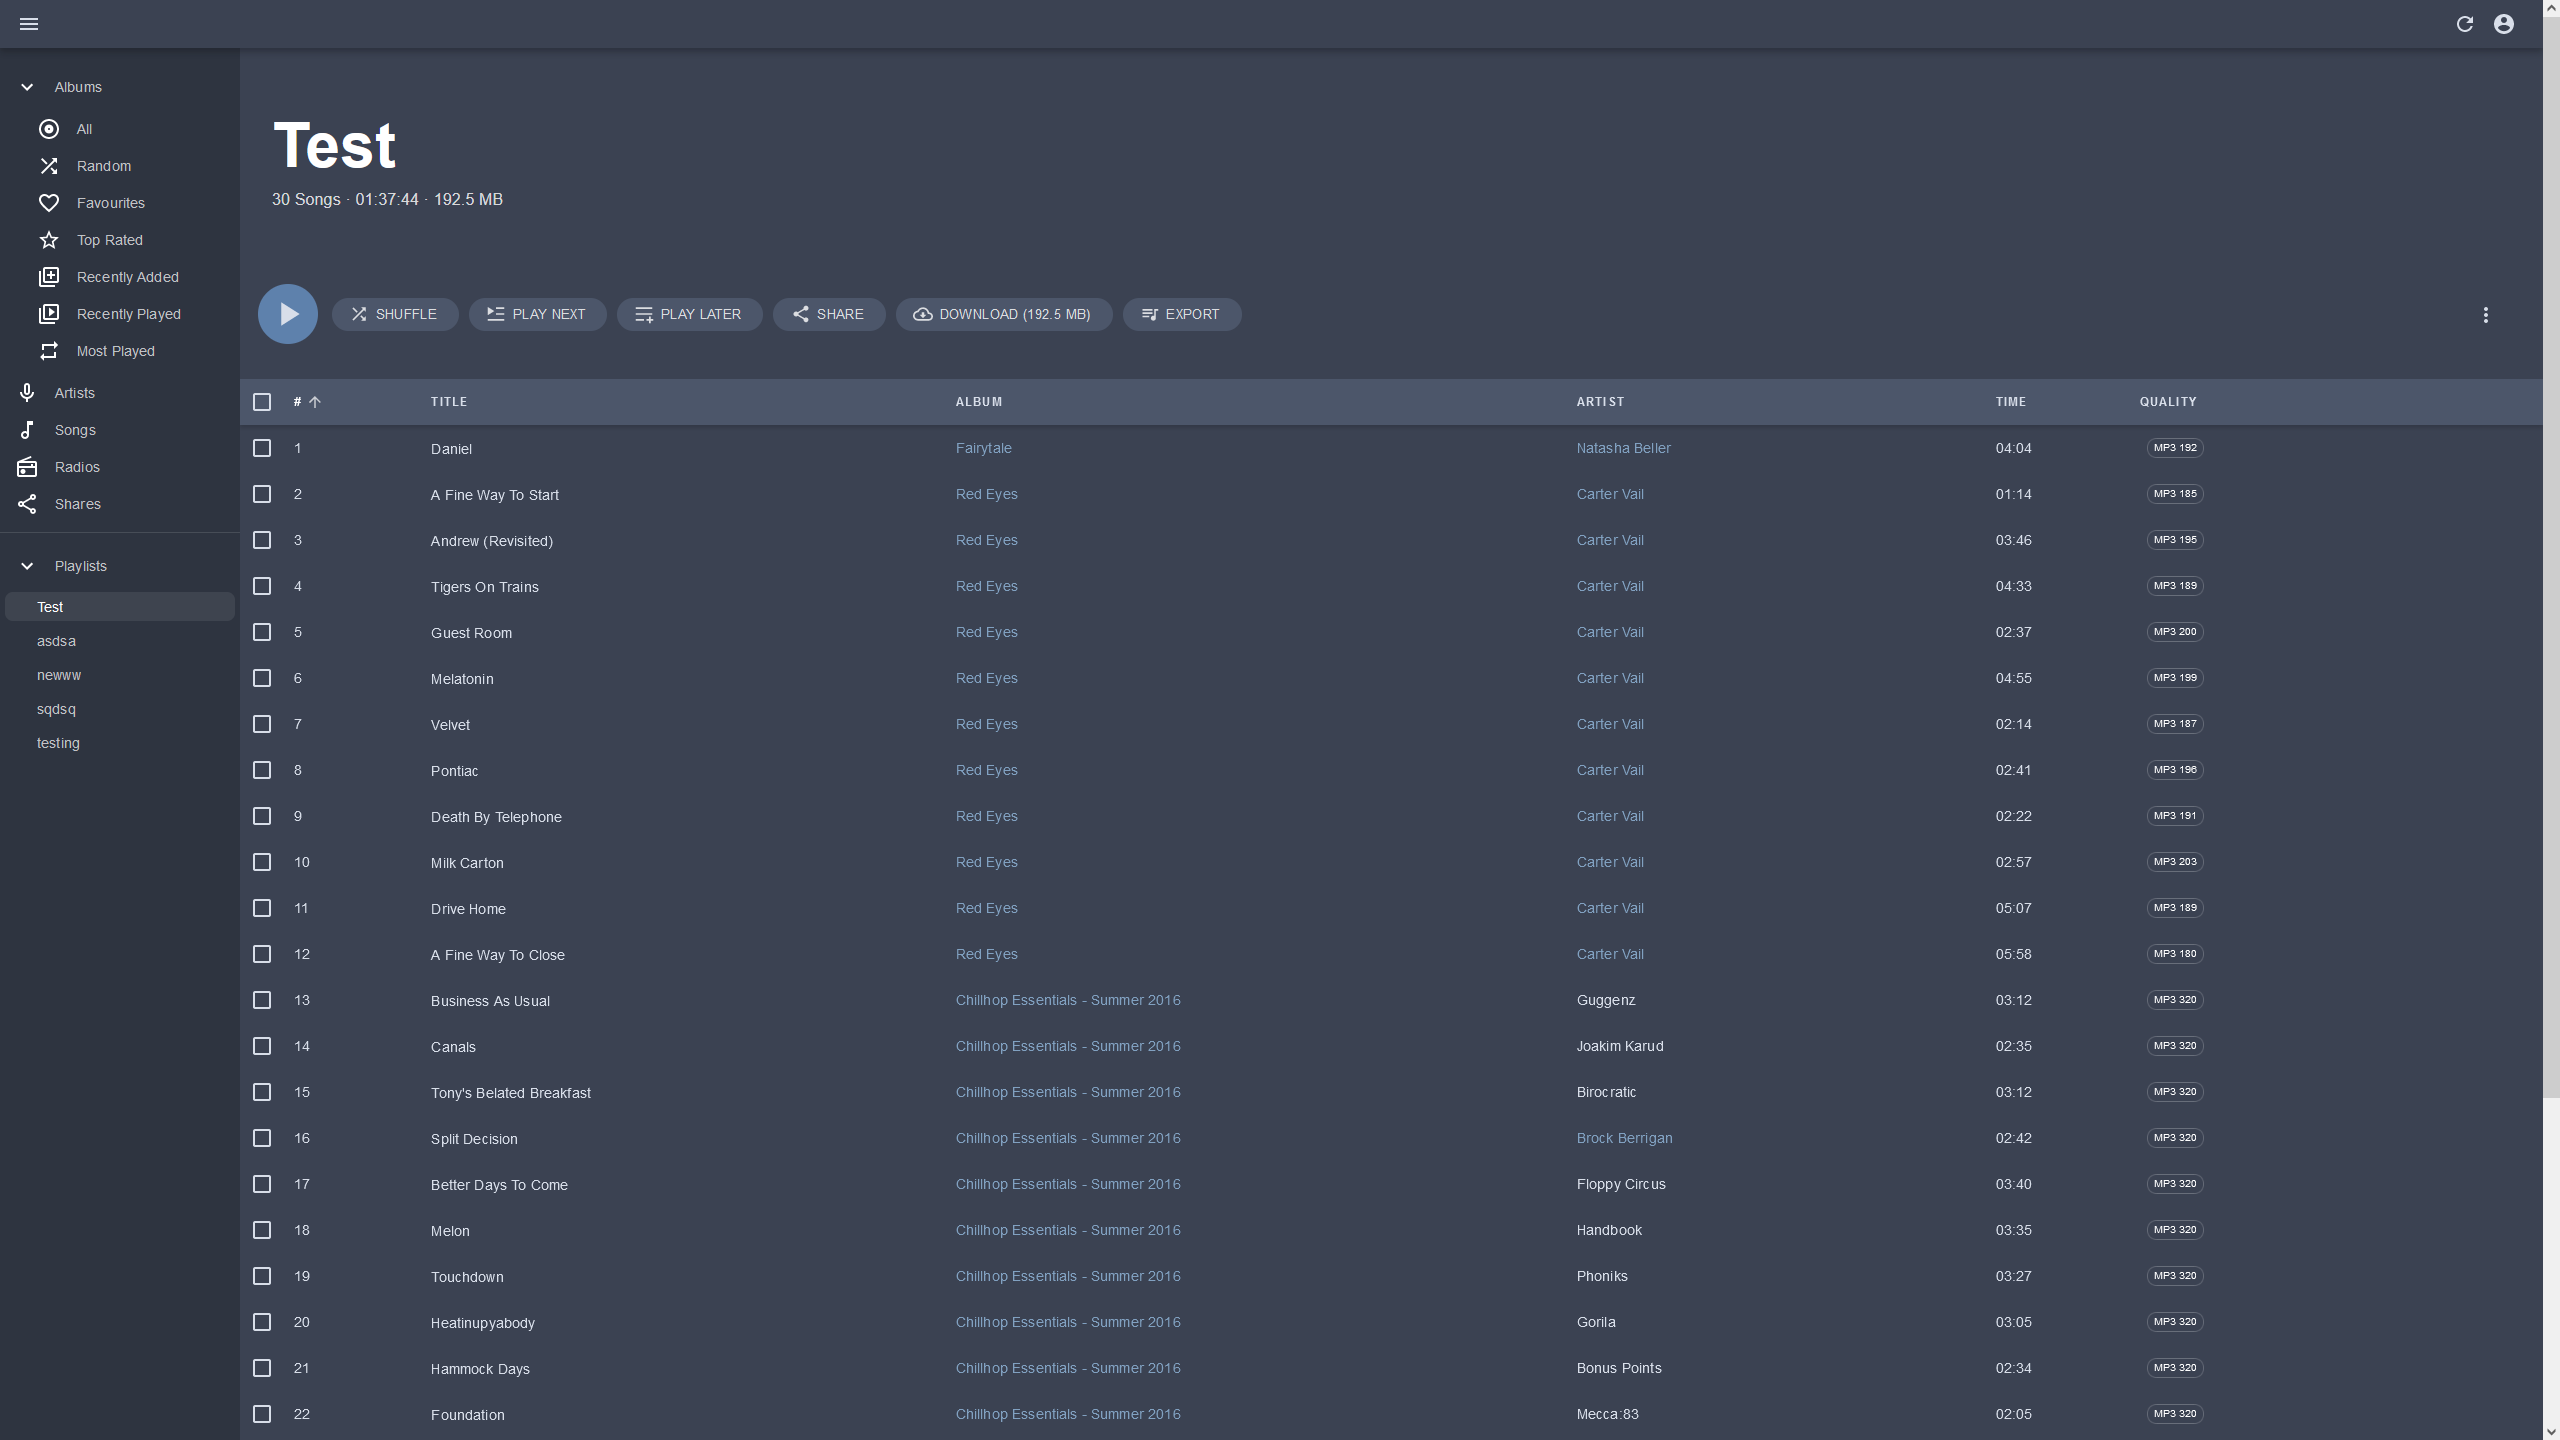 Albums
All
Random
Favourites
Top Rated
Recently Added
Recently Played
Most Played
Artists
Songs
Radios
Shares
Playlists
Test
asdsa
newww
sqdsq
testing
Test
30 Songs · 01:37:44 · 192.5 MB
SHUFFLE PLAY NEXT PLAY LATER SHARE DOWNLOAD (192.5 MB) EXPORT
# TITLE ALBUM ARTIST TIME QUALITY
1 Daniel Fairytale Natasha Beller 04:04 MP3 192
2 A Fine Way To Start Red Eyes Carter Vail 01:14 MP3 185
3 Andrew (Revisited) Red Eyes Carter Vail 03:46 MP3 195
4 Tigers On Trains Red Eyes Carter Vail 04:33 MP3 189
5 Guest Room Red Eyes Carter Vail 02:37 MP3 200
6 Melatonin Red Eyes Carter Vail 04:55 MP3 199
7 Velvet Red Eyes Carter Vail 02:14 MP3 187
8 Pontiac Red Eyes Carter Vail 02:41 MP3 196
9 Death By Telephone Red Eyes Carter Vail 02:22 MP3 191
10 Milk Carton Red Eyes Carter Vail 02:57 MP3 203
11 Drive Home Red Eyes Carter Vail 05:07 MP3 189
12 A Fine Way To Close Red Eyes Carter Vail 05:58 MP3 180
13 Business As Usual Chillhop Essentials - Summer 2016 Guggenz 03:12 MP3 320
14 Canals Chillhop Essentials - Summer 2016 Joakim Karud 02:35 MP3 320
15 Tony's Belated Breakfast Chillhop Essentials - Summer 2016 Birocratic 03:12 MP3 320
16 Split Decision Chillhop Essentials - Summer 2016 Brock Berrigan 02:42 MP3 320
17 Better Days To Come Chillhop Essentials - Summer 2016 Floppy Circus 03:40 MP3 320
18 Melon Chillhop Essentials - Summer 2016 Handbook 03:35 MP3 320
19 Touchdown Chillhop Essentials - Summer 2016 Phoniks 03:27 MP3 320
20 Heatinupyabody Chillhop Essentials - Summer 2016 Gorila 03:05 MP3 320
21 Hammock Days Chillhop Essentials - Summer 2016 Bonus Points 02:34 MP3 320
22 Foundation Chillhop Essentials - Summer 2016 Mecca:83 02:05 MP3 320